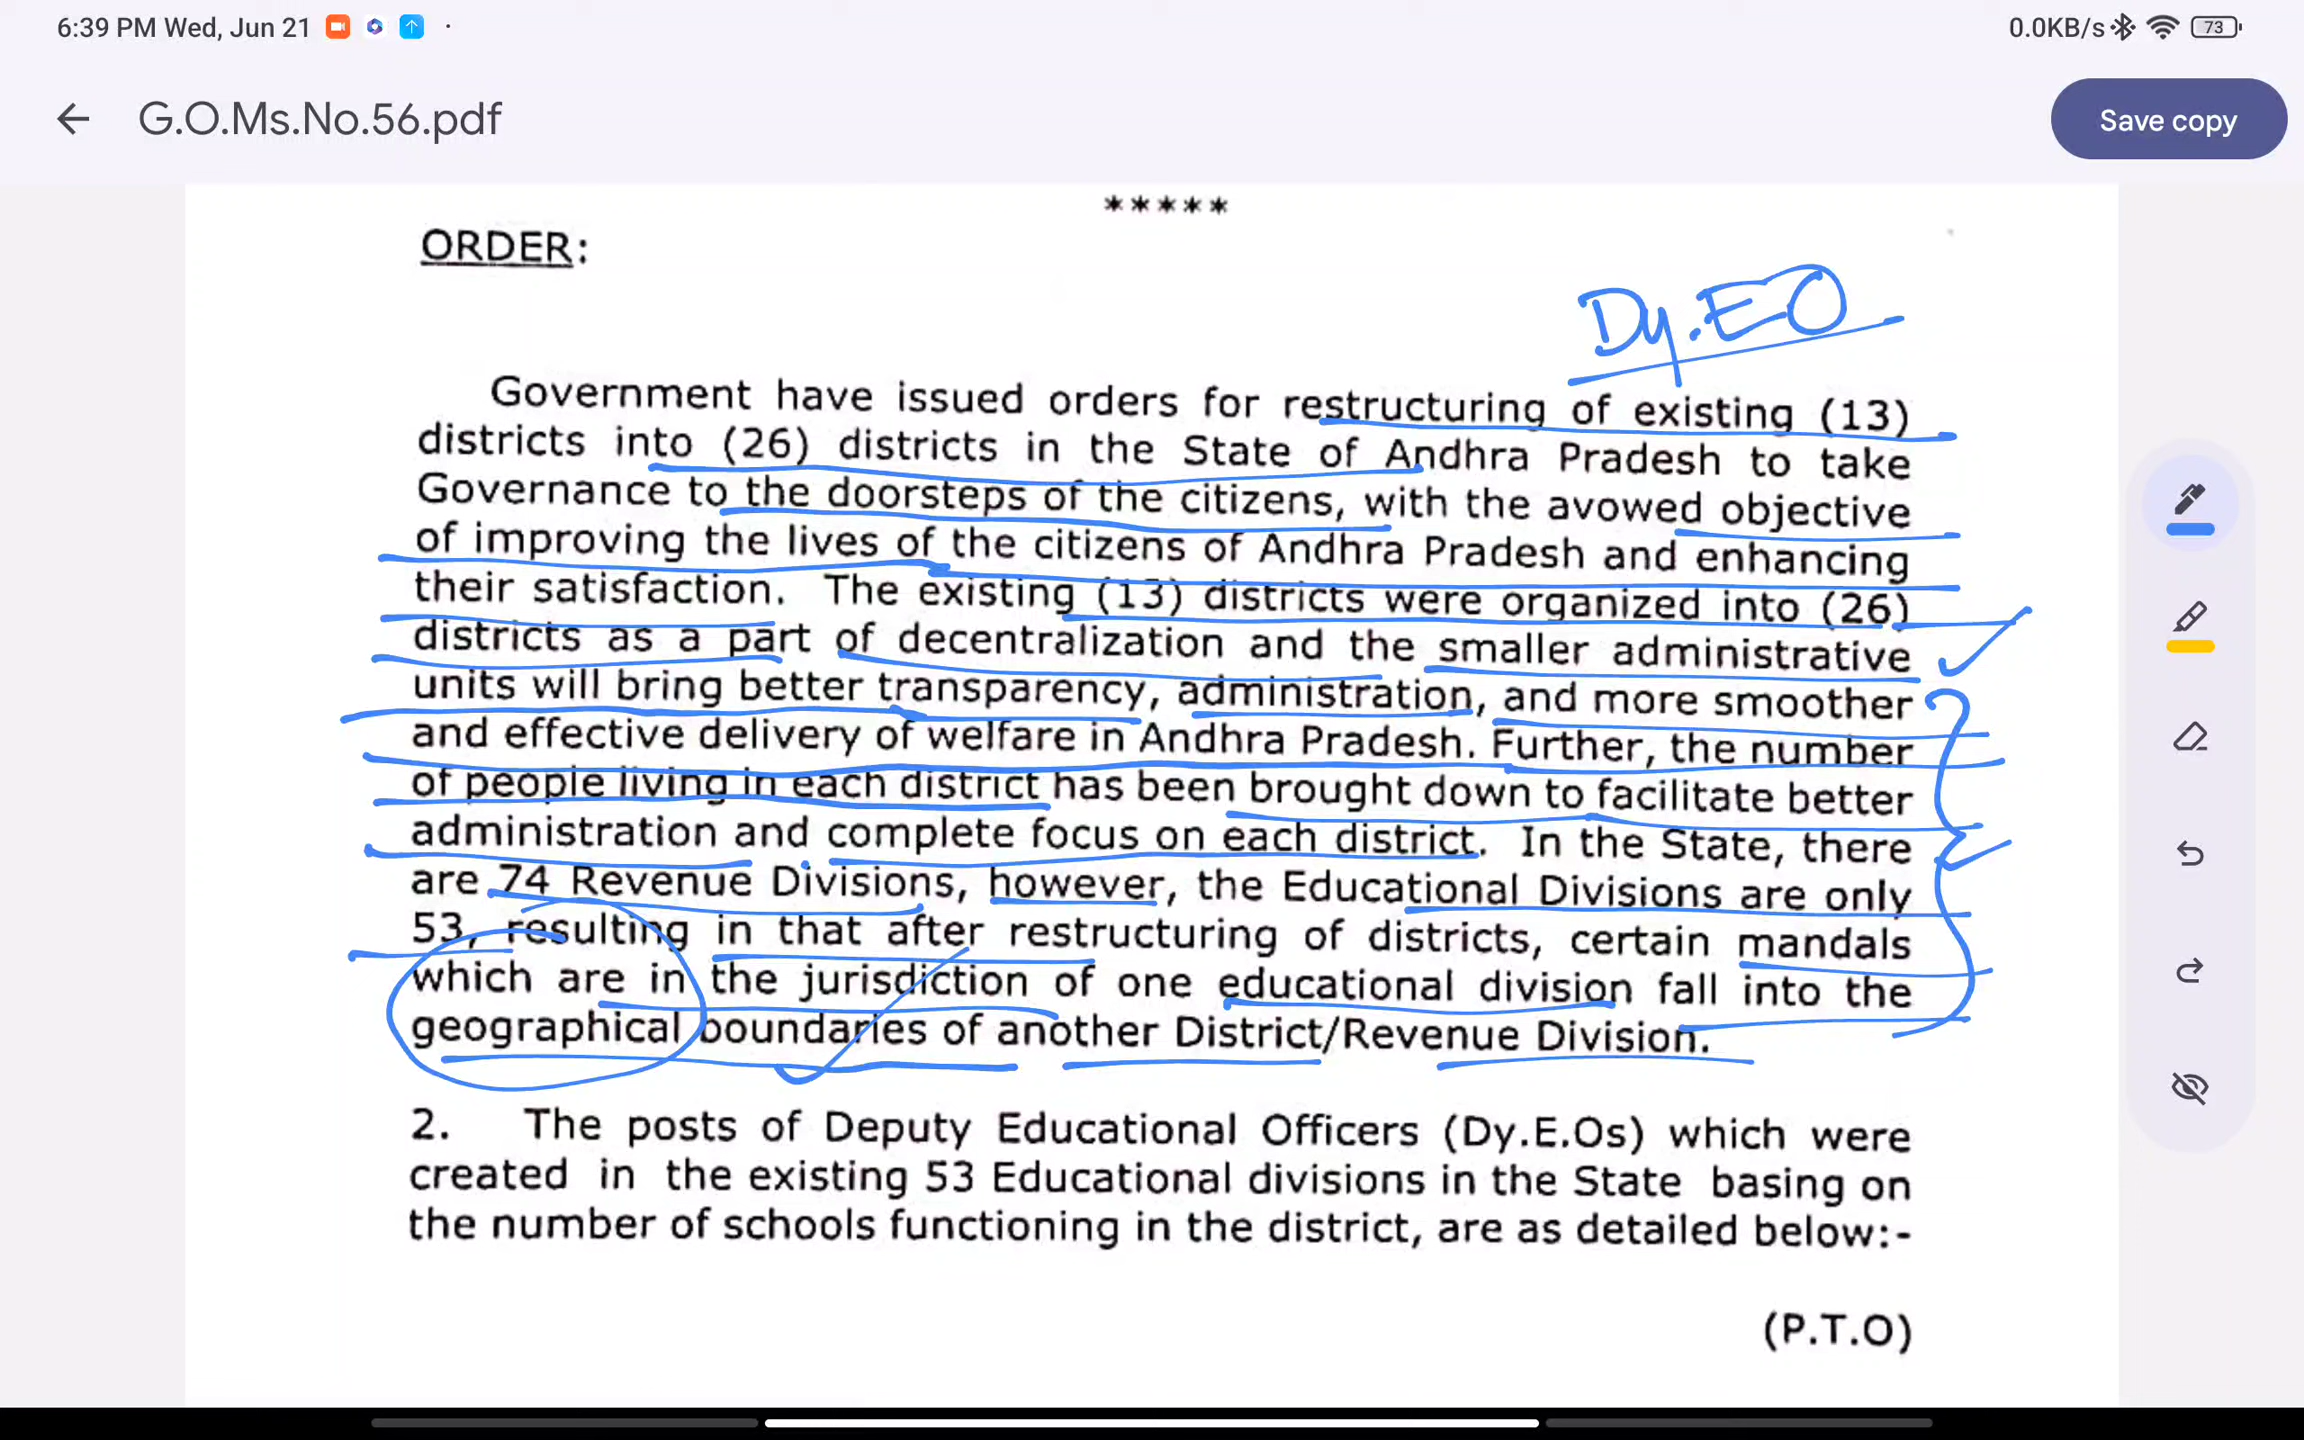 6:39 PM Wed, Jun 21
0.0KB/s 73
G.O.Ms.No.56.pdf
Save copy
*****
ORDER:
Dy.EO
Government have issued orders for restructuring of existing (13)
districts into (26) districts in the State of Andhra Pradesh to take
Governance to the doorsteps of the citizens, with the avowed objective
of improving the lives of the citizens of Andhra Pradesh and enhancing
their satisfaction. The existing (13) districts were organized into (26)
districts as a part of decentralization and the smaller administrative
units will bring better transparency, administration, and more smoother
and effective delivery of welfare in Andhra Pradesh. Further, the number
of people living in each district has been brought down to facilitate better
administration and complete focus on each district. In the State, there
are 74 Revenue Divisions, however, the Educational Divisions are only
53, resulting in that after restructuring of districts, certain mandals
which are in the jurisdiction of one educational division fall into the
geographical boundaries of another District/Revenue Division.
2. The posts of Deputy Educational Officers (Dy.E.Os) which were
created in the existing 53 Educational divisions in the State basing on
the number of schools functioning in the district, are as detailed below:-
(P.T.O)